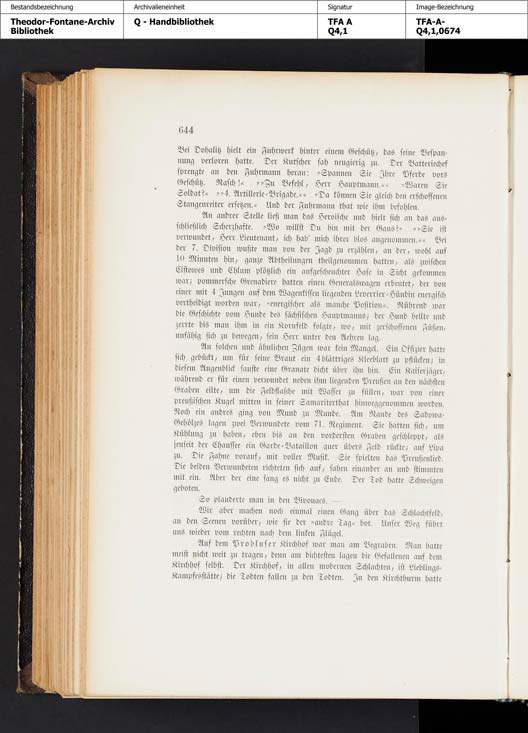 Bestandsbezeichnung
Archivalieneinheit
Signatur
Image-Bezeichnung
Theodor-Fontane-Archiv
Bibliothek
Q - Handbibliothek
TFA A
Q4,1
TFA-A-
Q4,1,0674
644
Bei Dohalitz hielt ein Fuhrwerk hinter einem Geschütz, das seine Bespan-
nung verloren hatte. Der Kutscher sah neugierig zu. Der Batteriechef
sprengte an den Fuhrmann heran: »Spannen Sie Ihre Pferde vors
Geschütz. Rasch!« »»Zu Befehl, Herr Hauptmann.«« »Waren Sie
Soldat?« »»4. Artillerie-Brigade.«« »Da können Sie gleich den erschossenen
Stangenreiter ersetzen.« Und der Fuhrmann that wie ihm befohlen.
An andrer Stelle ließ man das Heroische und hielt sich an das aus-
schließlich Scherzhafte. »Wo willst Du hin mit der Gans?« »»Sie ist
verwundet, Herr Lieutenant, ich hab' mich ihrer blos angenommen.«« Bei
der 7. Division wußte man von der Jagd zu erzählen, an der, wohl auf
10 Minuten hin, ganze Abtheilungen theilgenommen hatten, als zwischen
Cistowes und Chlum plötzlich ein aufgescheuchter Hase in Sicht gekommen
war; pommersche Grenadiere hatten einen Generalswagen erbeutet, der von
einer mit 4 Jungen auf dem Wagenkissen liegenden Leverrier-Hündin energisch
vertheidigt worden war, »energischer als manche Position«. Rührend war
die Geschichte vom Hunde des sächsischen Hauptmanns; der Hund bellte und
zerrte bis man ihm in ein Kornfeld folgte, wo, mit zerschossenen Füßen,
unfähig sich zu bewegen, sein Herr unter den Aehren lag.
An solchen und ähnlichen Zügen war kein Mangel. Ein Offizier hatte
sich gebückt, um für seine Braut ein 4blättriges Kleeblatt zu pflücken; in
diesem Augenblick sauste eine Granate dicht über ihn hin. Ein Kaiserjäger,
während er für einen verwundet neben ihm liegenden Preußen an den nächsten
Graben eilte, um die Feldflasche mit Wasser zu füllen, war von einer
preußischen Kugel mitten in seiner Samariterthat hinweggenommen worden.
Noch ein andres ging von Mund zu Munde. Am Rande des Sadowa-
Gehölzes lagen zwei Verwundete vom 71. Regiment. Sie hatten sich, um
Kühlung zu haben, eben bis an den vordersten Graben geschleppt, als
jenseit der Chaussee ein Garde-Bataillon quer übers Feld rückte, auf Lipa
zu. Die Fahne vorauf, mit voller Musik. Sie spielten das Preußenlied.
Die beiden Verwundeten richteten sich auf, sahen einander an und stimmten
mit ein. Aber der eine sang es nicht zu Ende. Der Tod hatte Schweigen
geboten.
So plauderte man in den Bivouacs. —
Wir aber machen noch einmal einen Gang über das Schlachtfeld,
an den Scenen vorüber, wie sie der »andre Tag« bot. Unser Weg führt
uns wieder vom rechten nach dem linken Flügel.
Auf dem Probluser Kirchhof war man am Begraben. Man hatte
meist nicht weit zu tragen; denn am dichtesten lagen die Gefallenen auf dem
Kirchhof selbst. Der Kirchhof, in allen modernen Schlachten, ist Lieblings-
Kampfesstätte; die Todten fallen zu den Todten. In den Kirchthurm hatte